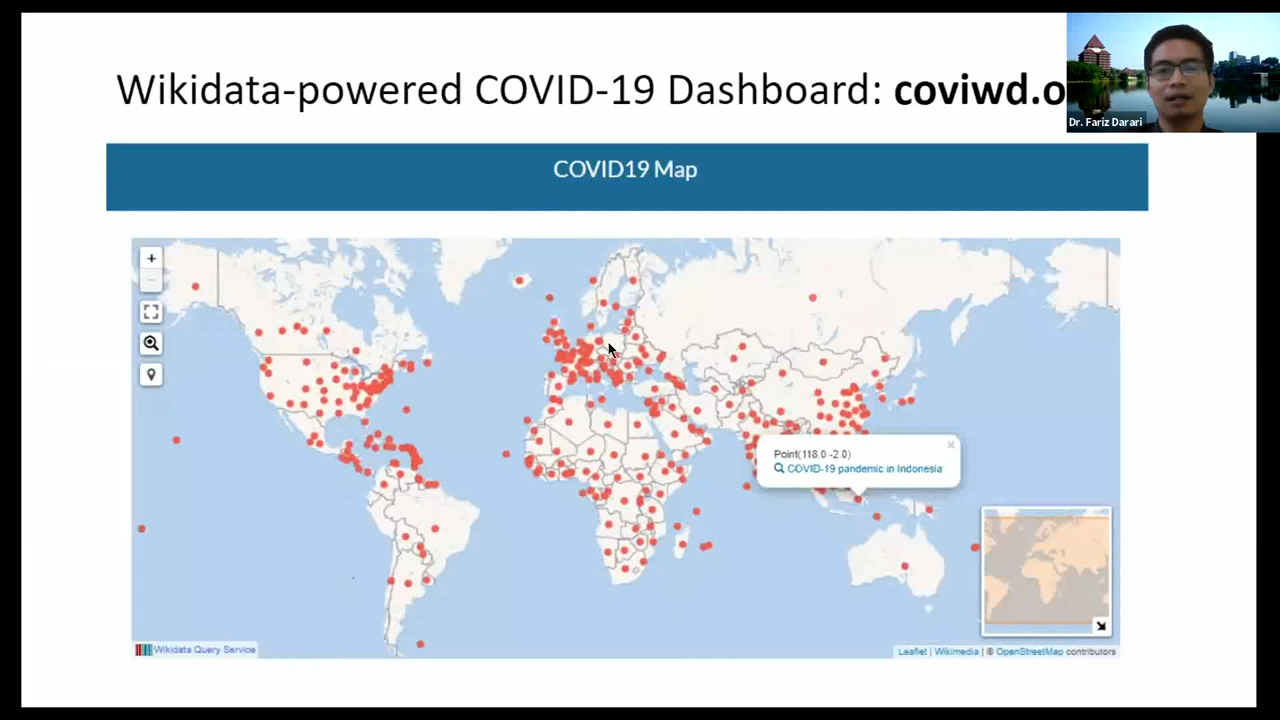 Wikidata-powered COVID-19 Dashboard: coviwd.o
Dr. Fariz Darari
COVID19 Map
+
−
Point(118.0 -2.0)
×
COVID-19 pandemic in Indonesia
Wikidata Query Service
Leaflet | Wikimedia | © OpenStreetMap contributors